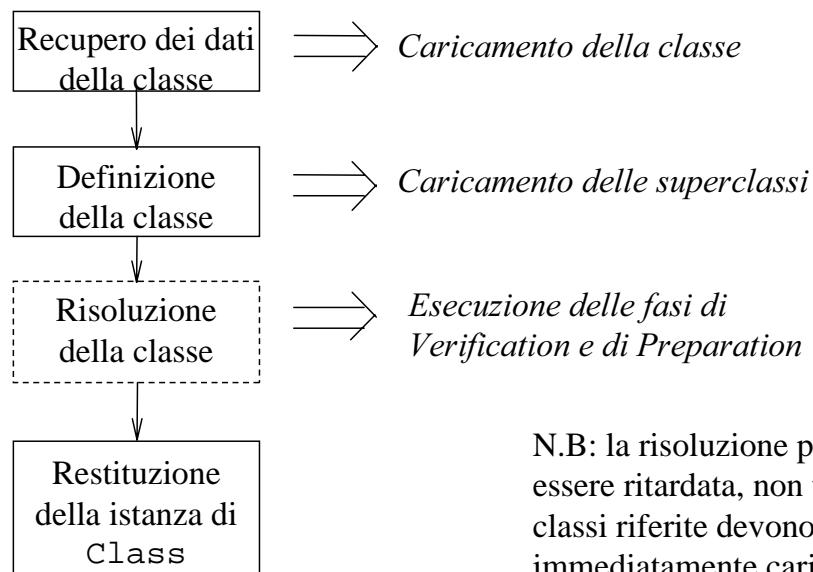 Recupero dei dati
della classe
Caricamento della classe
Definizione
della classe
Caricamento delle superclassi
Risoluzione
della classe
Esecuzione delle fasi di
Verification e di Preparation
Restituzione
della istanza di
Class
N.B: la risoluzione
essere ritardata, non
classi riferite devono
immediatamente